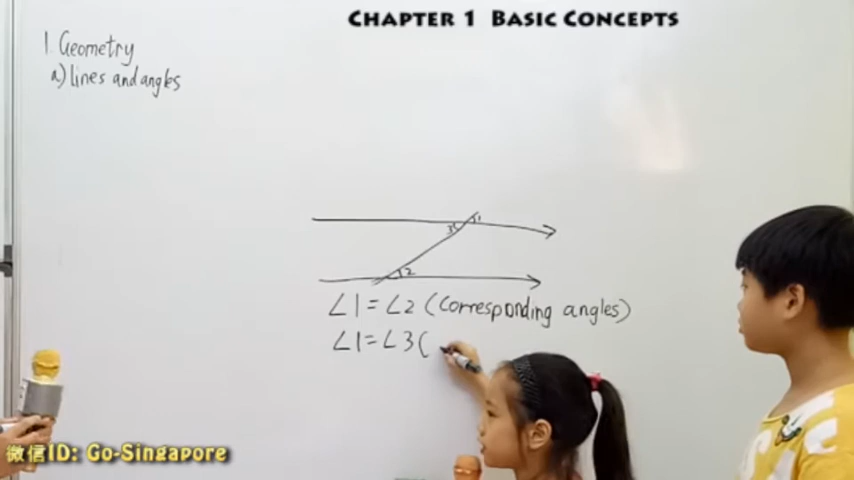 CHAPTER 1 BASIC CONCEPTS
1. Geometry
a) lines and angles
3 1
2
∠1 = ∠2 (corresponding angles)
∠1 = ∠3 (
微信ID: Go-Singapore